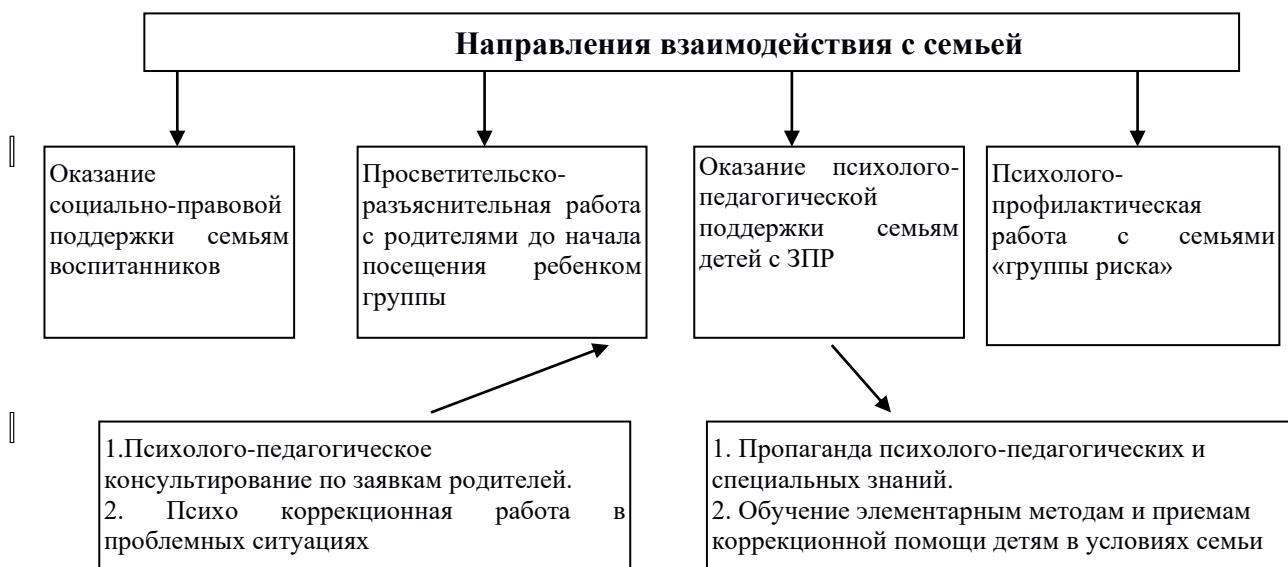 Направления взаимодействия с семьей
Оказание
социально-правовой
поддержки семьям
воспитанников
Просветительско-
разъяснительная работа
с родителями до начала
посещения ребенком
группы
Оказание психолого-
педагогической
поддержки семьям
детей с ЗПР
Психолого-
профилактическая
работа с семьями
«группы риска»
1.Психолого-педагогическое
консультирование по заявкам родителей.
2. Психо коррекционная работа в
проблемных ситуациях
1. Пропаганда психолого-педагогических и
специальных знаний.
2. Обучение элементарным методам и приемам
коррекционной помощи детям в условиях семьи